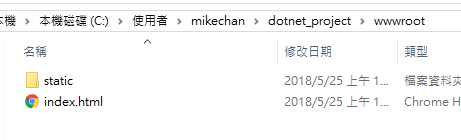 本機 › 本機磁碟 (C:) › 使用者 › mikechan › dotnet_project › wwwroot
名稱 修改日期 類型
static 2018/5/25 上午 1... 檔案資料夾
index.html 2018/5/25 上午 1... Chrome H